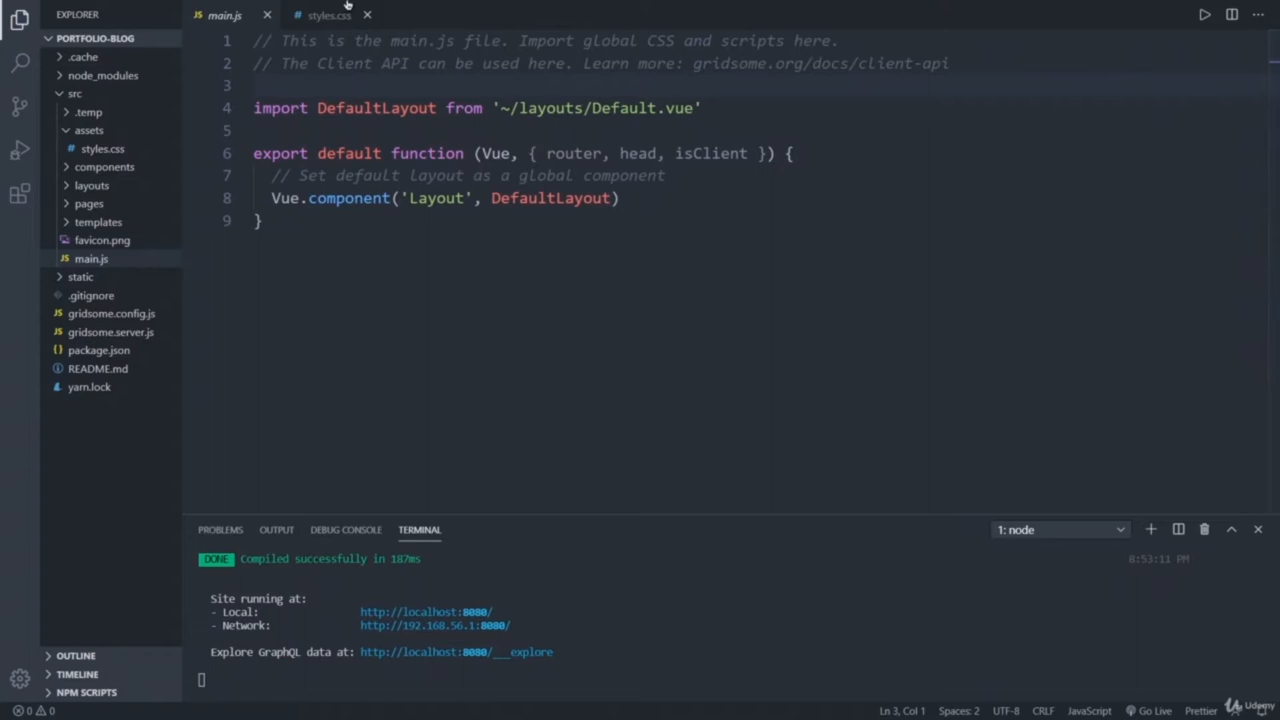 EXPLORER
PORTFOLIO-BLOG
.cache
node_modules
src
.temp
assets
styles.css
components
layouts
pages
templates
favicon.png
JS main.js
static
.gitignore
JS gridsome.config.js
JS gridsome.server.js
{} package.json
README.md
yarn.lock
OUTLINE
TIMELINE
NPM SCRIPTS
JS main.js
# styles.css
1 // This is the main.js file. Import global CSS and scripts here.
2 // The Client API can be used here. Learn more: gridsome.org/docs/client-api
3
4 import DefaultLayout from '~/layouts/Default.vue'
5
6 export default function (Vue, { router, head, isClient }) {
7 // Set default layout as a global component
8 Vue.component('Layout', DefaultLayout)
9 }
PROBLEMS OUTPUT DEBUG CONSOLE TERMINAL 1: node
DONE Compiled successfully in 187ms 8:53:11 PM
Site running at:
- Local: http://localhost:8080/
- Network: http://192.168.56.1:8080/
Explore GraphQL data at: http://localhost:8080/___explore
0 0 Ln 3, Col 1 Spaces: 2 UTF-8 CRLF JavaScript Go Live Prettier
Udemy